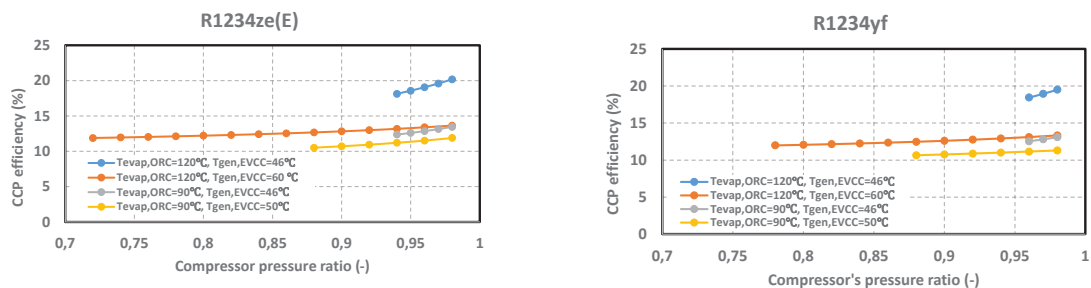 R1234ze(E)
CCP efficiency (%)
25
20
15
10
5
0
Tevap,ORC=120℃, Tgen,EVCC=46℃
Tevap,ORC=120℃, Tgen,EVCC=60 ℃
Tevap,ORC=90℃, Tgen,EVCC=46℃
Tevap,ORC=90℃, Tgen,EVCC=50℃
0,7 0,75 0,8 0,85 0,9 0,95 1
Compressor pressure ratio (-)
R1234yf
CCP efficiency (%)
25
20
15
10
5
0
Tevap,ORC=120℃, Tgen,EVCC=46℃
Tevap,ORC=120℃, Tgen,EVCC=60℃
Tevap,ORC=90℃, Tgen,EVCC=46℃
Tevap,ORC=90℃, Tgen,EVCC=50℃
0,7 0,75 0,8 0,85 0,9 0,95 1
Compressor's pressure ratio (-)